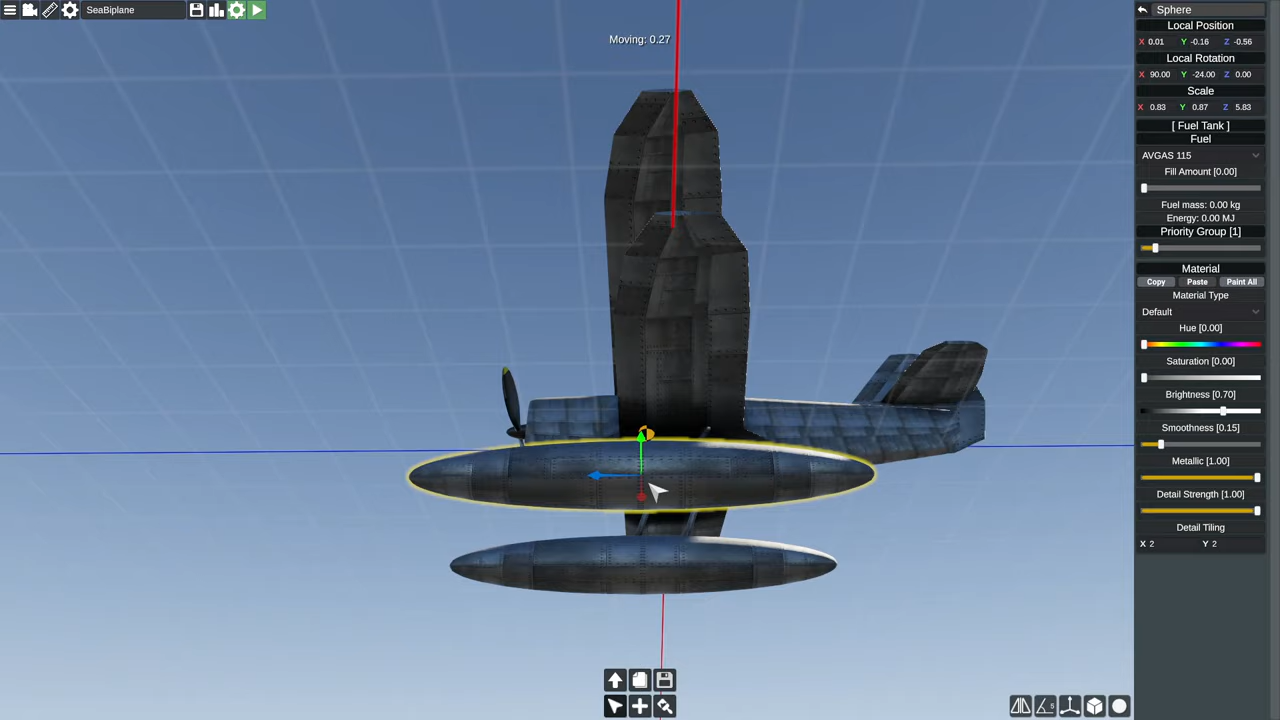 SeaBiplane
Moving: 0.27
Sphere
Local Position
X 0.01 Y -0.16 Z -0.56
Local Rotation
X 90.00 Y -24.00 Z 0.00
Scale
X 0.83 Y 0.87 Z 5.83
[ Fuel Tank ]
Fuel
AVGAS 115
Fill Amount [0.00]
Fuel mass: 0.00 kg
Energy: 0.00 MJ
Priority Group [1]
Material
Copy Paste Paint All
Material Type
Default
Hue [0.00]
Saturation [0.00]
Brightness [0.70]
Smoothness [0.15]
Metallic [1.00]
Detail Strength [1.00]
Detail Tiling
X 2 Y 2